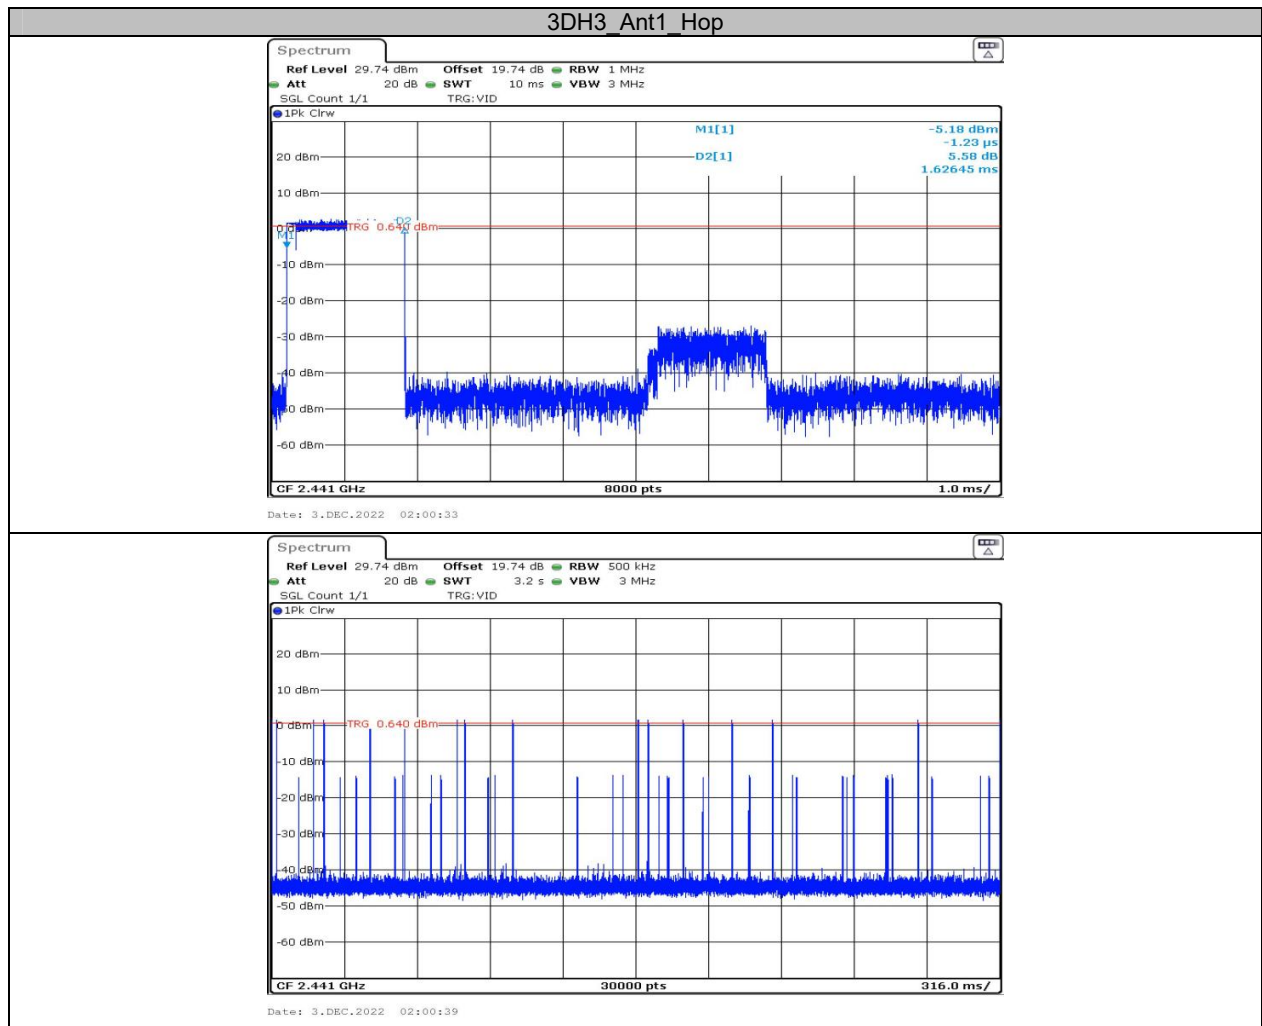 3DH3_Ant1_Hop
Spectrum
Ref Level 29.74 dBm Offset 19.74 dB RBW 1 MHz
Att 20 dB SWT 10 ms VBW 3 MHz
SGL Count 1/1 TRG:VID
1Pk Clrw
M1[1] -5.18 dBm
-1.23 µs
20 dBm D2[1] 5.58 dB
1.62645 ms
10 dBm
D2
TRG 0.640 dBm
M1
-10 dBm
-20 dBm
-30 dBm
-40 dBm
-50 dBm
-60 dBm
CF 2.441 GHz 8000 pts 1.0 ms/
Date: 3.DEC.2022 02:00:33
Spectrum
Ref Level 29.74 dBm Offset 19.74 dB RBW 500 kHz
Att 20 dB SWT 3.2 s VBW 3 MHz
SGL Count 1/1 TRG:VID
1Pk Clrw
20 dBm
10 dBm
0 dBm TRG 0.640 dBm
-10 dBm
-20 dBm
-30 dBm
-40 dBm
-50 dBm
-60 dBm
CF 2.441 GHz 30000 pts 316.0 ms/
Date: 3.DEC.2022 02:00:39